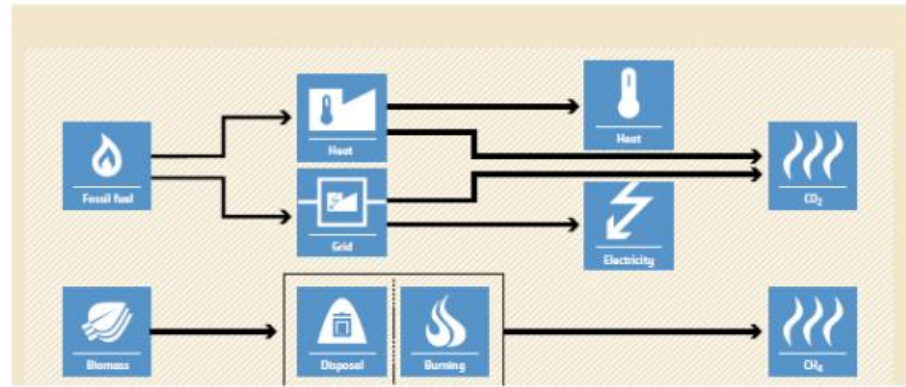 Fossil fuel
Heat
Grid
Heat
Electricity
CO₂
Biomass
Disposal
Burning
CH₄